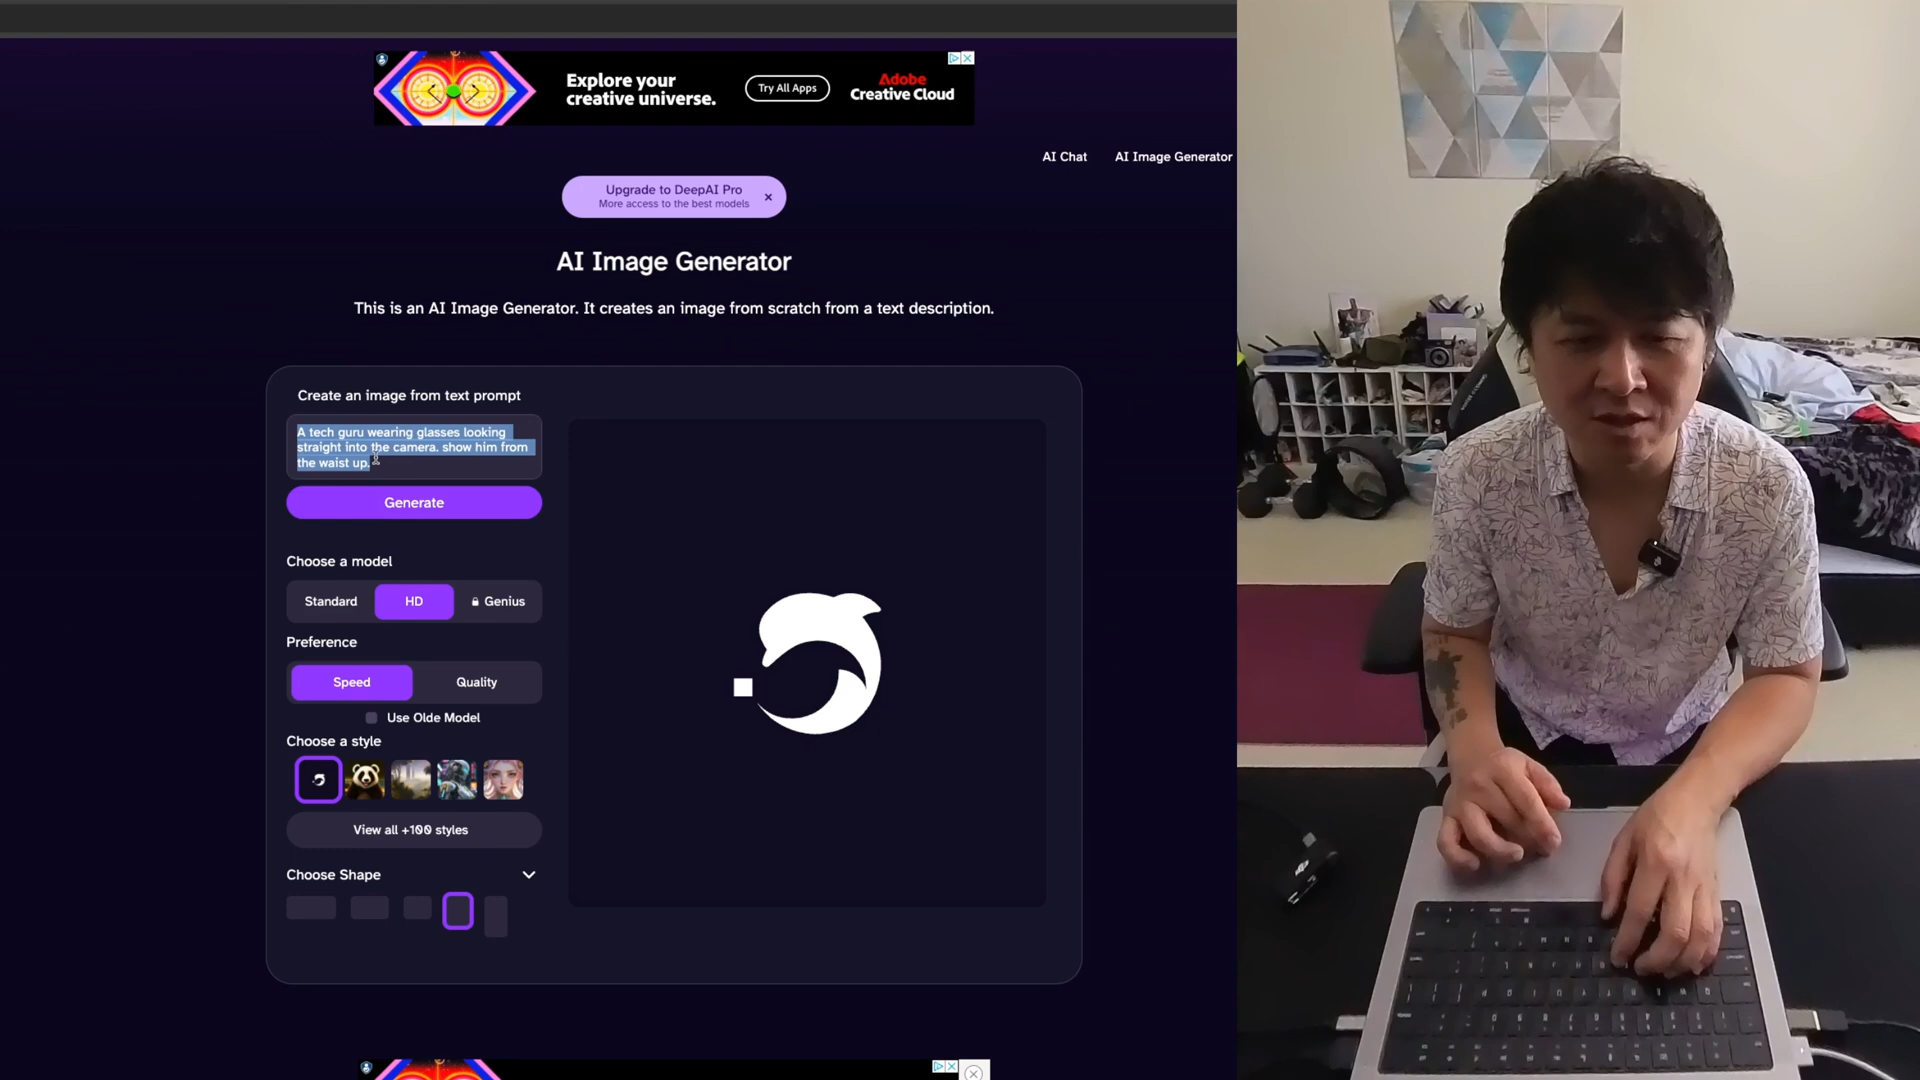 Explore your
creative universe.
Try All Apps
Adobe
Creative Cloud
AI Chat
AI Image Generator
Upgrade to DeepAI Pro
More access to the best models
AI Image Generator
This is an AI Image Generator. It creates an image from scratch from a text description.
Create an image from text prompt
A tech guru wearing glasses looking
straight into the camera. show him from
the waist up.
Generate
Choose a model
Standard
HD
Genius
Preference
Speed
Quality
Use Olde Model
Choose a style
View all +100 styles
Choose Shape